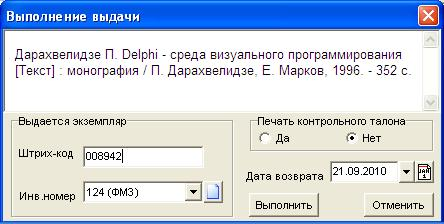 Выполнение выдачи
Дарахвелидзе П. Delphi - среда визуального программирования
[Текст] : монография / П. Дарахвелидзе, Е. Марков, 1996. - 352 с.
Выдается экземпляр
Печать контрольного талона
Да
Нет
Штрих-код
008942
Дата возврата
21.09.2010
Инв.номер
124 (ФМЗ)
Выполнить
Отменить